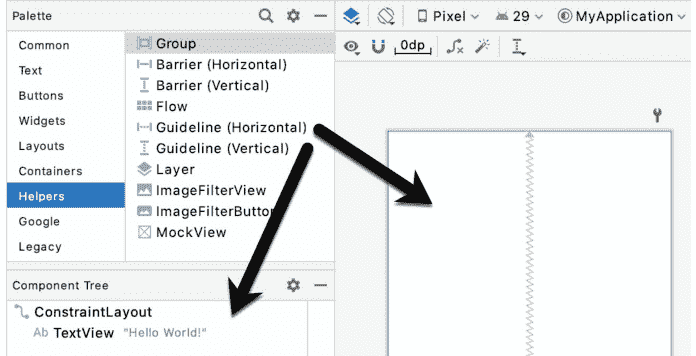 Palette
Pixel
29
MyApplication
Common
Group
Text
Barrier (Horizontal)
Buttons
Barrier (Vertical)
Widgets
Flow
0dp
Layouts
Guideline (Horizontal)
Containers
Guideline (Vertical)
Helpers
Layer
Google
ImageFilterView
Legacy
ImageFilterButto
MockView
Component Tree
ConstraintLayout
Ab TextView "Hello World!"